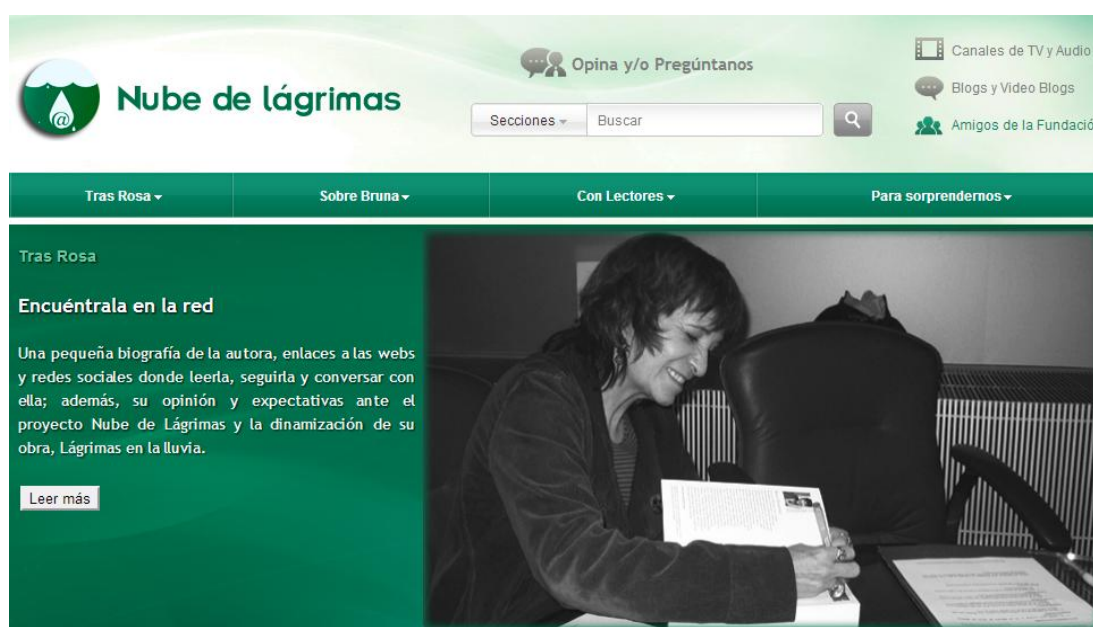 Opina y/o Pregúntanos
Canales de TV y Audio
Blogs y Video Blogs
Amigos de la Fundació
@
Nube de lágrimas
Secciones
Buscar
Tras Rosa
Sobre Bruna
Con Lectores
Para sorprendernos
Tras Rosa
Encuéntrala en la red
Una pequeña biografía de la autora, enlaces a las webs
y redes sociales donde leerla, seguirla y conversar con
ella; además, su opinión y expectativas ante el
proyecto Nube de Lágrimas y la dinamización de su
obra, Lágrimas en la lluvia.
Leer más